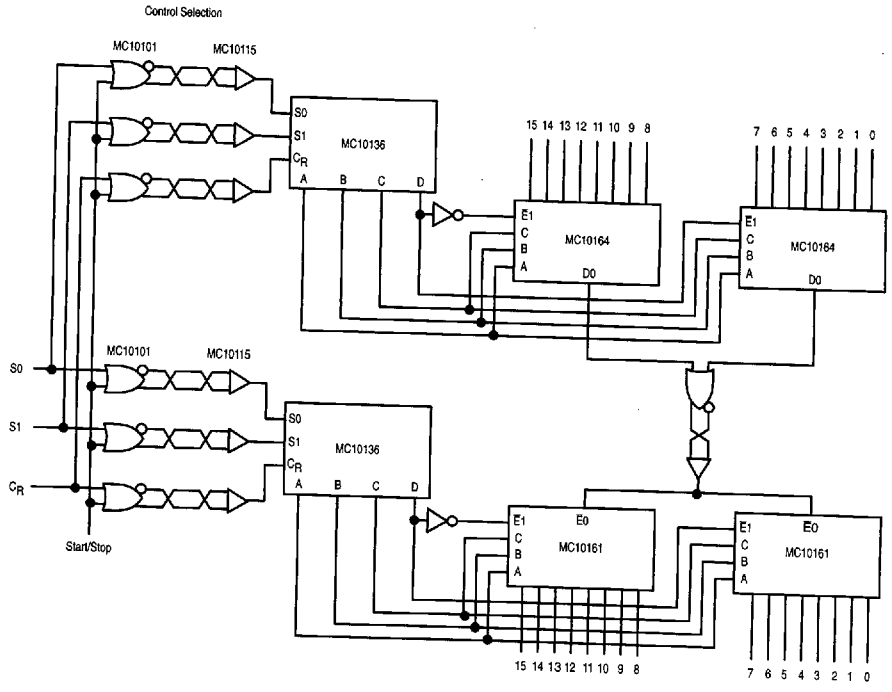 Control Selection
MC10101
MC10115
S0
S1
CR
A B C D
MC10136
15 14 13 12 11 10 9 8
E1
C
B
A
MC10164
D0
7 6 5 4 3 2 1 0
E1
C
B
A
MC10164
D0
MC10101
MC10115
S0
S1
CR
Start/Stop
S0
S1
CR
A B C D
MC10136
E1
C
B
A
E0
MC10161
15 14 13 12 11 10 9 8
E1
C
B
A
E0
MC10161
7 6 5 4 3 2 1 0